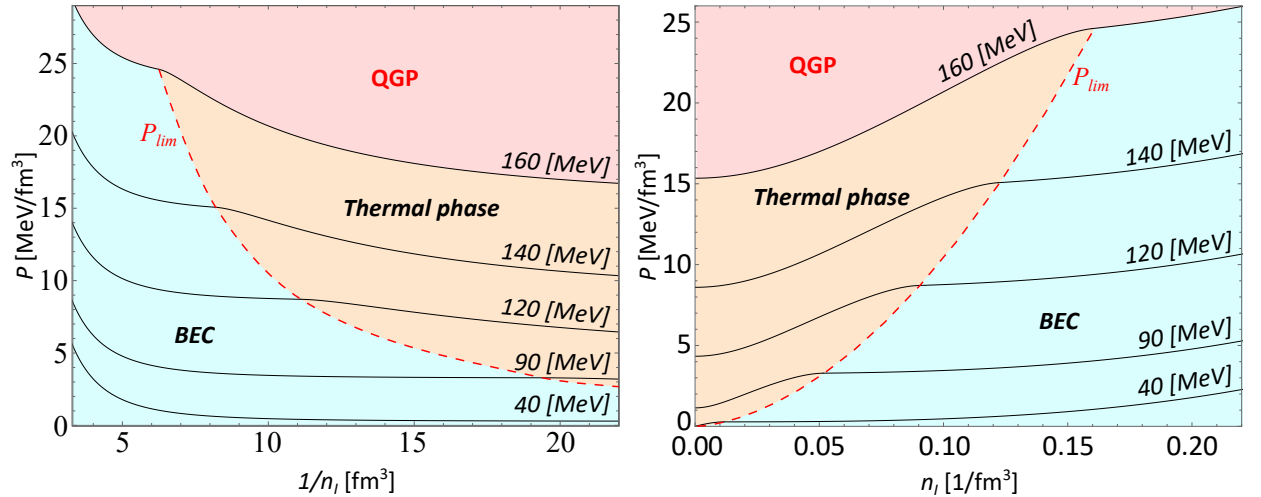 25
20
15
10
5
0
P [MeV/fm³]
QGP
P_lim
160 [MeV]
Thermal phase
140 [MeV]
120 [MeV]
BEC
90 [MeV]
40 [MeV]
5 10 15 20
1/n_I [fm³]
25
20
15
10
5
0
P [MeV/fm³]
QGP
160 [MeV]
P_lim
140 [MeV]
Thermal phase
120 [MeV]
BEC
90 [MeV]
40 [MeV]
0.00 0.05 0.10 0.15 0.20
n_I [1/fm³]